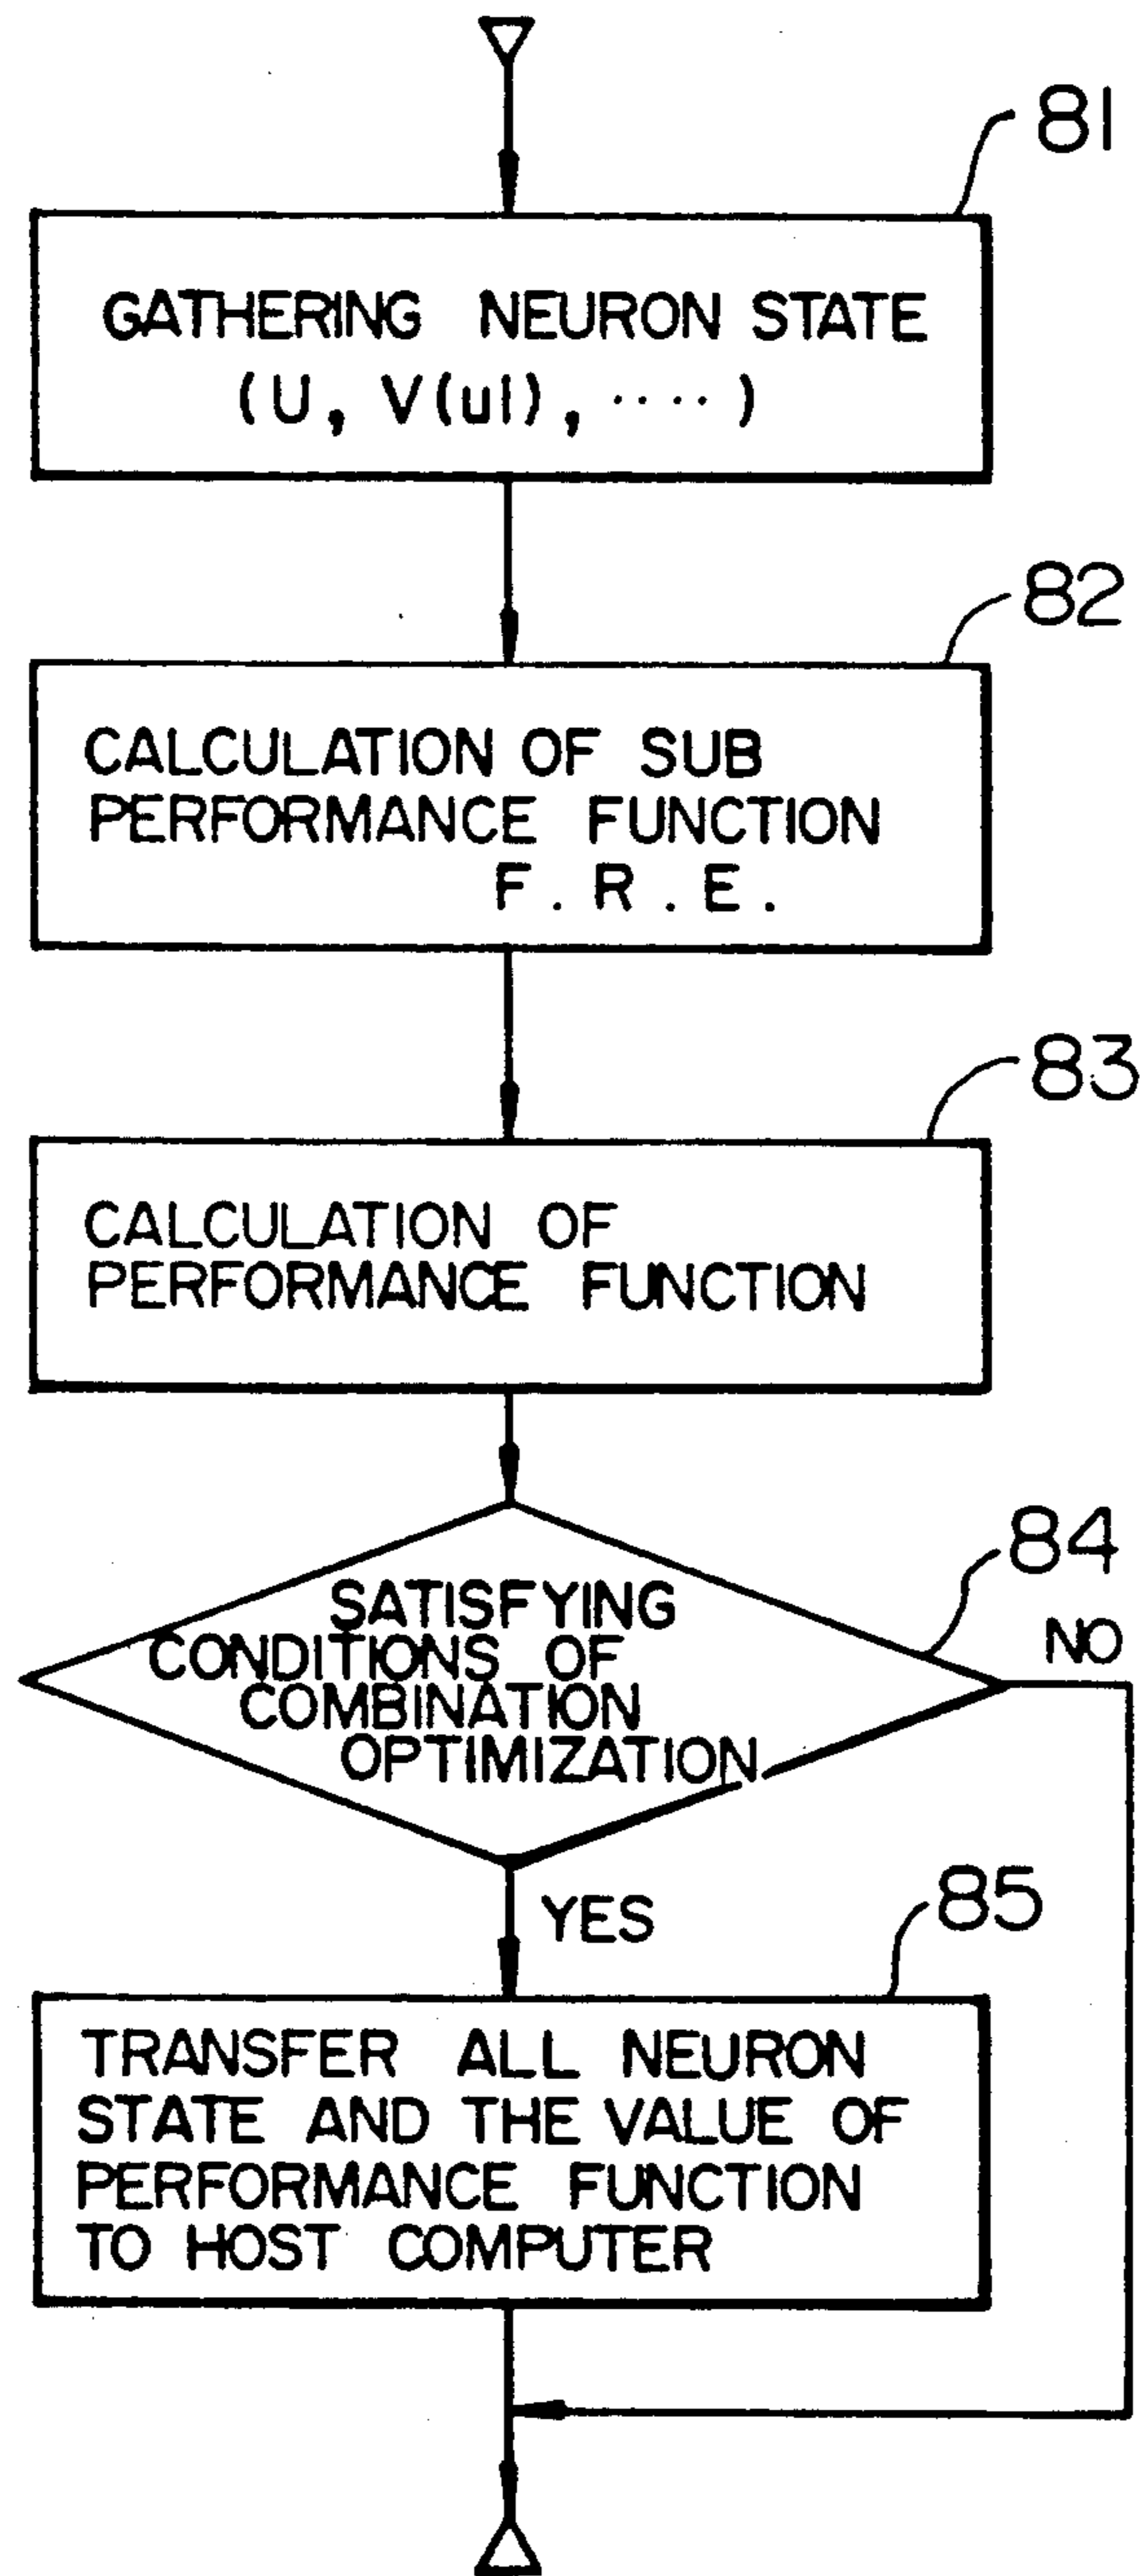 81
GATHERING NEURON STATE
(U, V(ul), ····)
82
CALCULATION OF SUB
PERFORMANCE FUNCTION
F. R. E.
83
CALCULATION OF
PERFORMANCE FUNCTION
84
SATISFYING
CONDITIONS OF
COMBINATION
OPTIMIZATION
NO
YES
85
TRANSFER ALL NEURON
STATE AND THE VALUE OF
PERFORMANCE FUNCTION
TO HOST COMPUTER